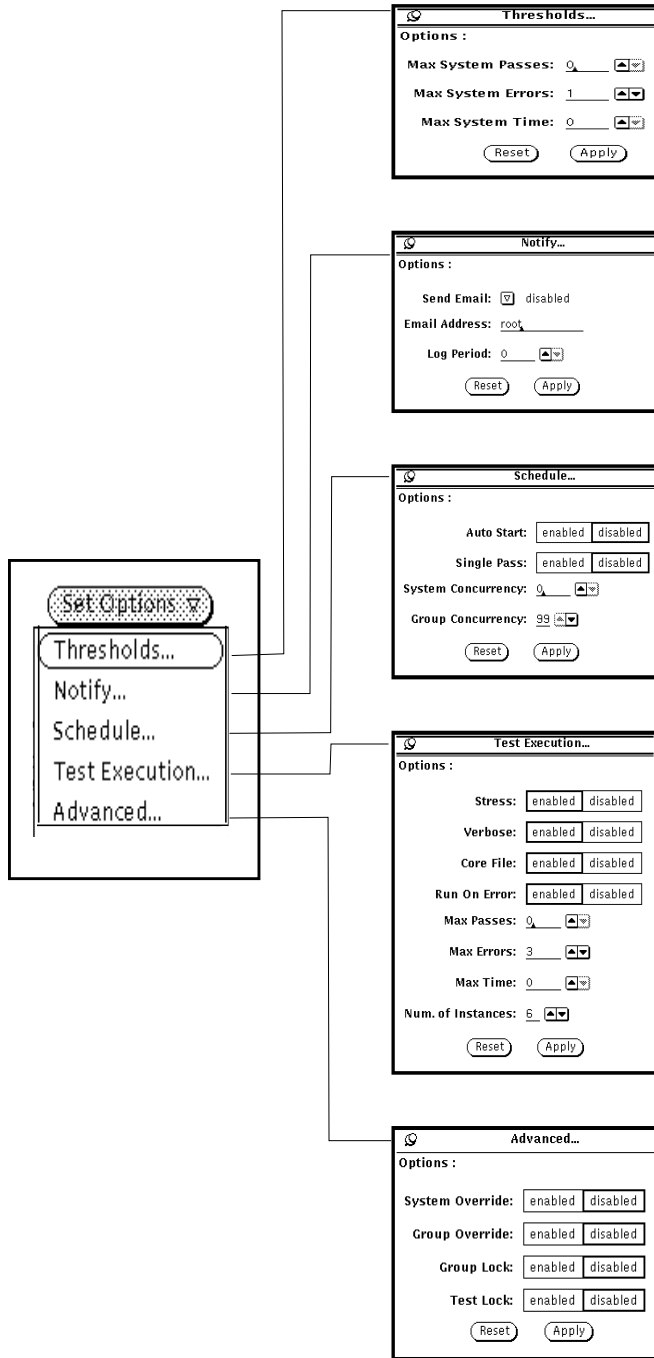 Set Options
Thresholds...
Notify...
Schedule...
Test Execution...
Advanced...
Thresholds...
Options :
Max System Passes: 0
Max System Errors: 1
Max System Time: 0
Reset Apply
Notify...
Options :
Send Email: disabled
Email Address: root
Log Period: 0
Reset Apply
Schedule...
Options :
Auto Start: enabled disabled
Single Pass: enabled disabled
System Concurrency: 0
Group Concurrency: 99
Reset Apply
Test Execution...
Options :
Stress: enabled disabled
Verbose: enabled disabled
Core File: enabled disabled
Run On Error: enabled disabled
Max Passes: 0
Max Errors: 3
Max Time: 0
Num. of Instances: 6
Reset Apply
Advanced...
Options :
System Override: enabled disabled
Group Override: enabled disabled
Group Lock: enabled disabled
Test Lock: enabled disabled
Reset Apply